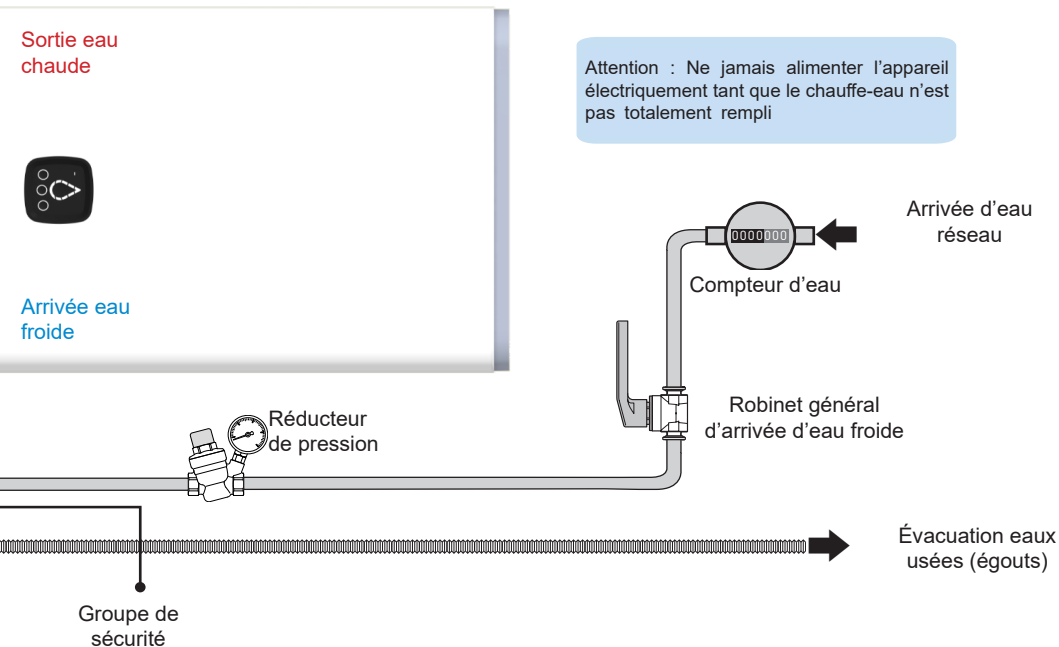 Sortie eau
chaude
Attention : Ne jamais alimenter l’appareil
électriquement tant que le chauffe-eau n’est
pas totalement rempli
Arrivée d’eau
réseau
0000000
Compteur d’eau
Arrivée eau
froide
Robinet général
d’arrivée d’eau froide
Réducteur
de pression
Évacuation eaux
usées (égouts)
Groupe de
sécurité